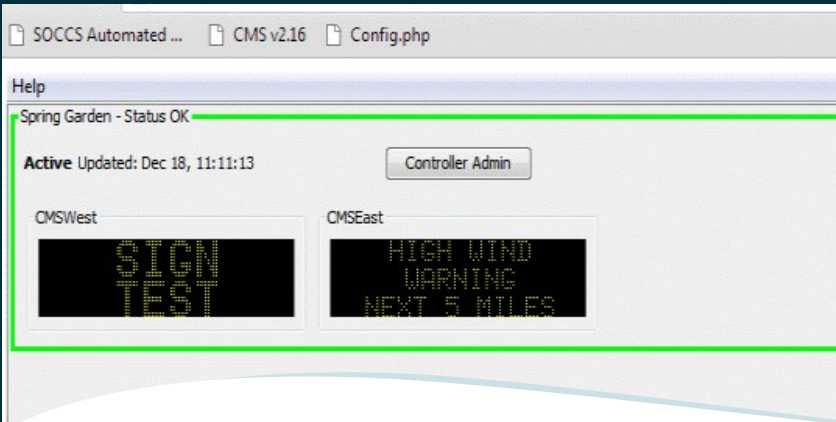 SOCCS Automated ... CMS v2.16 Config.php
Help
Spring Garden - Status OK
Active Updated: Dec 18, 11:11:13 Controller Admin
CMSWest CMSEast
SIGN
TEST
HIGH WIND
WARNING
NEXT 5 MILES